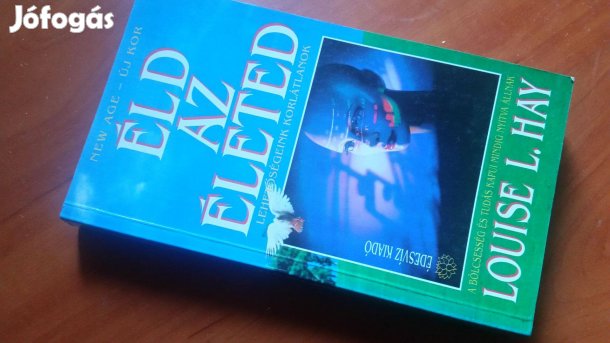 Jófogás
NEW AGE – ÚJ KOR
ÉLD
AZ
ÉLETED
LEHETŐSÉGEINK KORLÁTLANOK
ÉDESVÍZ KIADÓ
A BÖLCSESSÉG ÉS TUDÁS KAPUI MINDIG NYITVA ÁLLNAK
LOUISE L. HAY